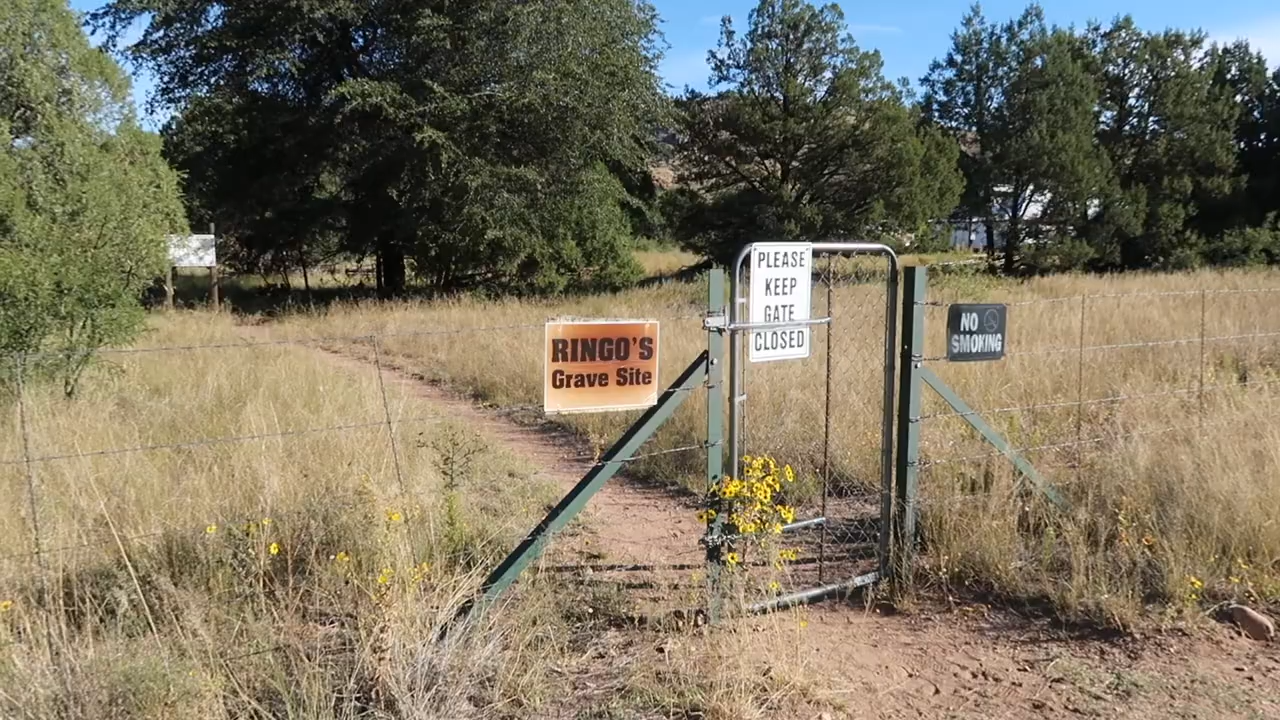 RINGO'S
Grave Site
PLEASE
KEEP
GATE
CLOSED
NO
SMOKING